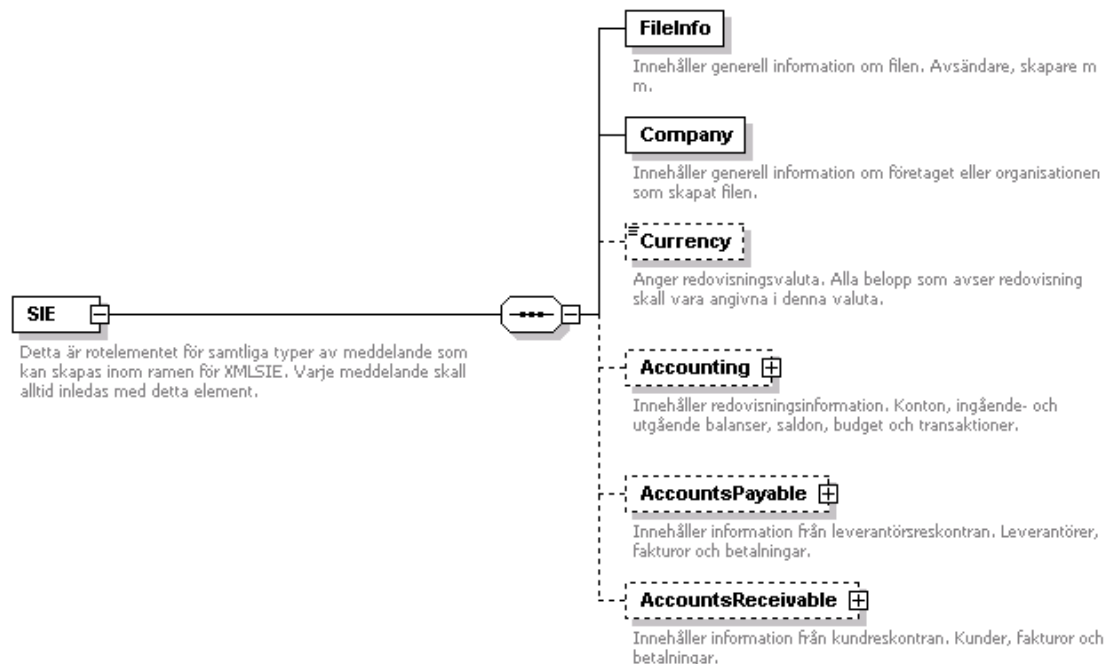 FileInfo
Innehåller generell information om filen. Avsändare, skapare m
m.
Company
Innehåller generell information om företaget eller organisationen
som skapat filen.
Currency
Anger redovisningsvaluta. Alla belopp som avser redovisning
skall vara angivna i denna valuta.
SIE
Detta är rotelementet för samtliga typer av meddelande som
kan skapas inom ramen för XMLSIE. Varje meddelande skall
alltid inledas med detta element.
Accounting
Innehåller redovisningsinformation. Konton, ingående- och
utgående balanser, saldon, budget och transaktioner.
AccountsPayable
Innehåller information från leverantörsreskontran. Leverantörer,
fakturor och betalningar.
AccountsReceivable
Innehåller information från kundreskontran. Kunder, fakturor och
betalningar.